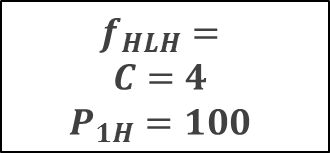 f_HLH =
C = 4
P_1H = 100